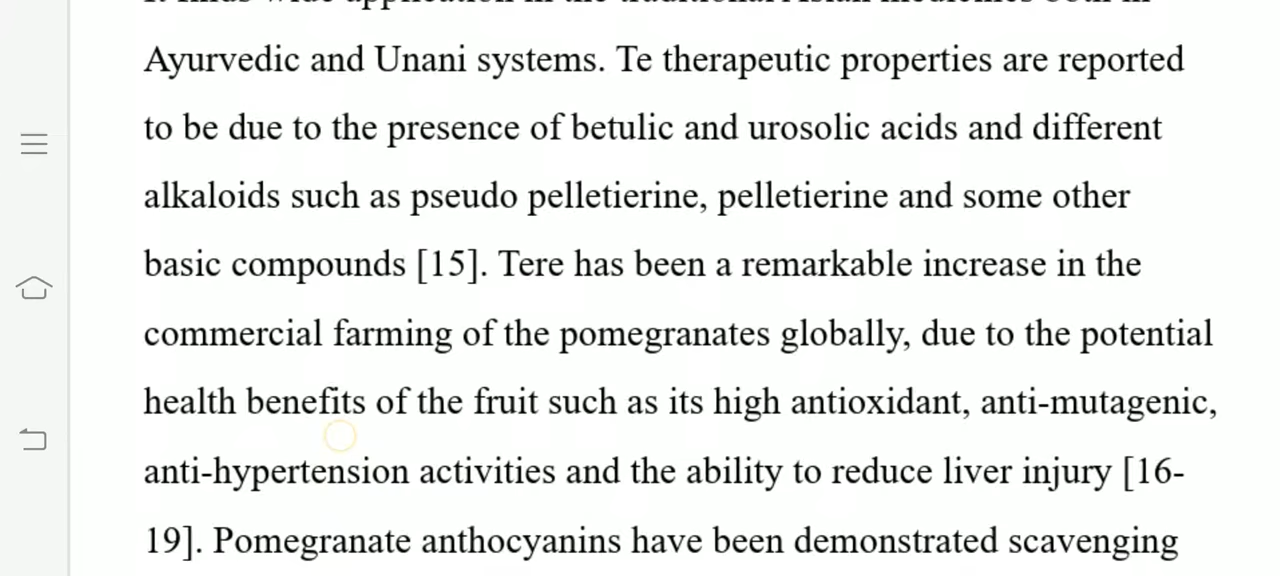 Ayurvedic and Unani systems. Te therapeutic properties are reported
to be due to the presence of betulic and urosolic acids and different
alkaloids such as pseudo pelletierine, pelletierine and some other
basic compounds [15]. Tere has been a remarkable increase in the
commercial farming of the pomegranates globally, due to the potential
health benefits of the fruit such as its high antioxidant, anti-mutagenic,
anti-hypertension activities and the ability to reduce liver injury [16-
19]. Pomegranate anthocyanins have been demonstrated scavenging